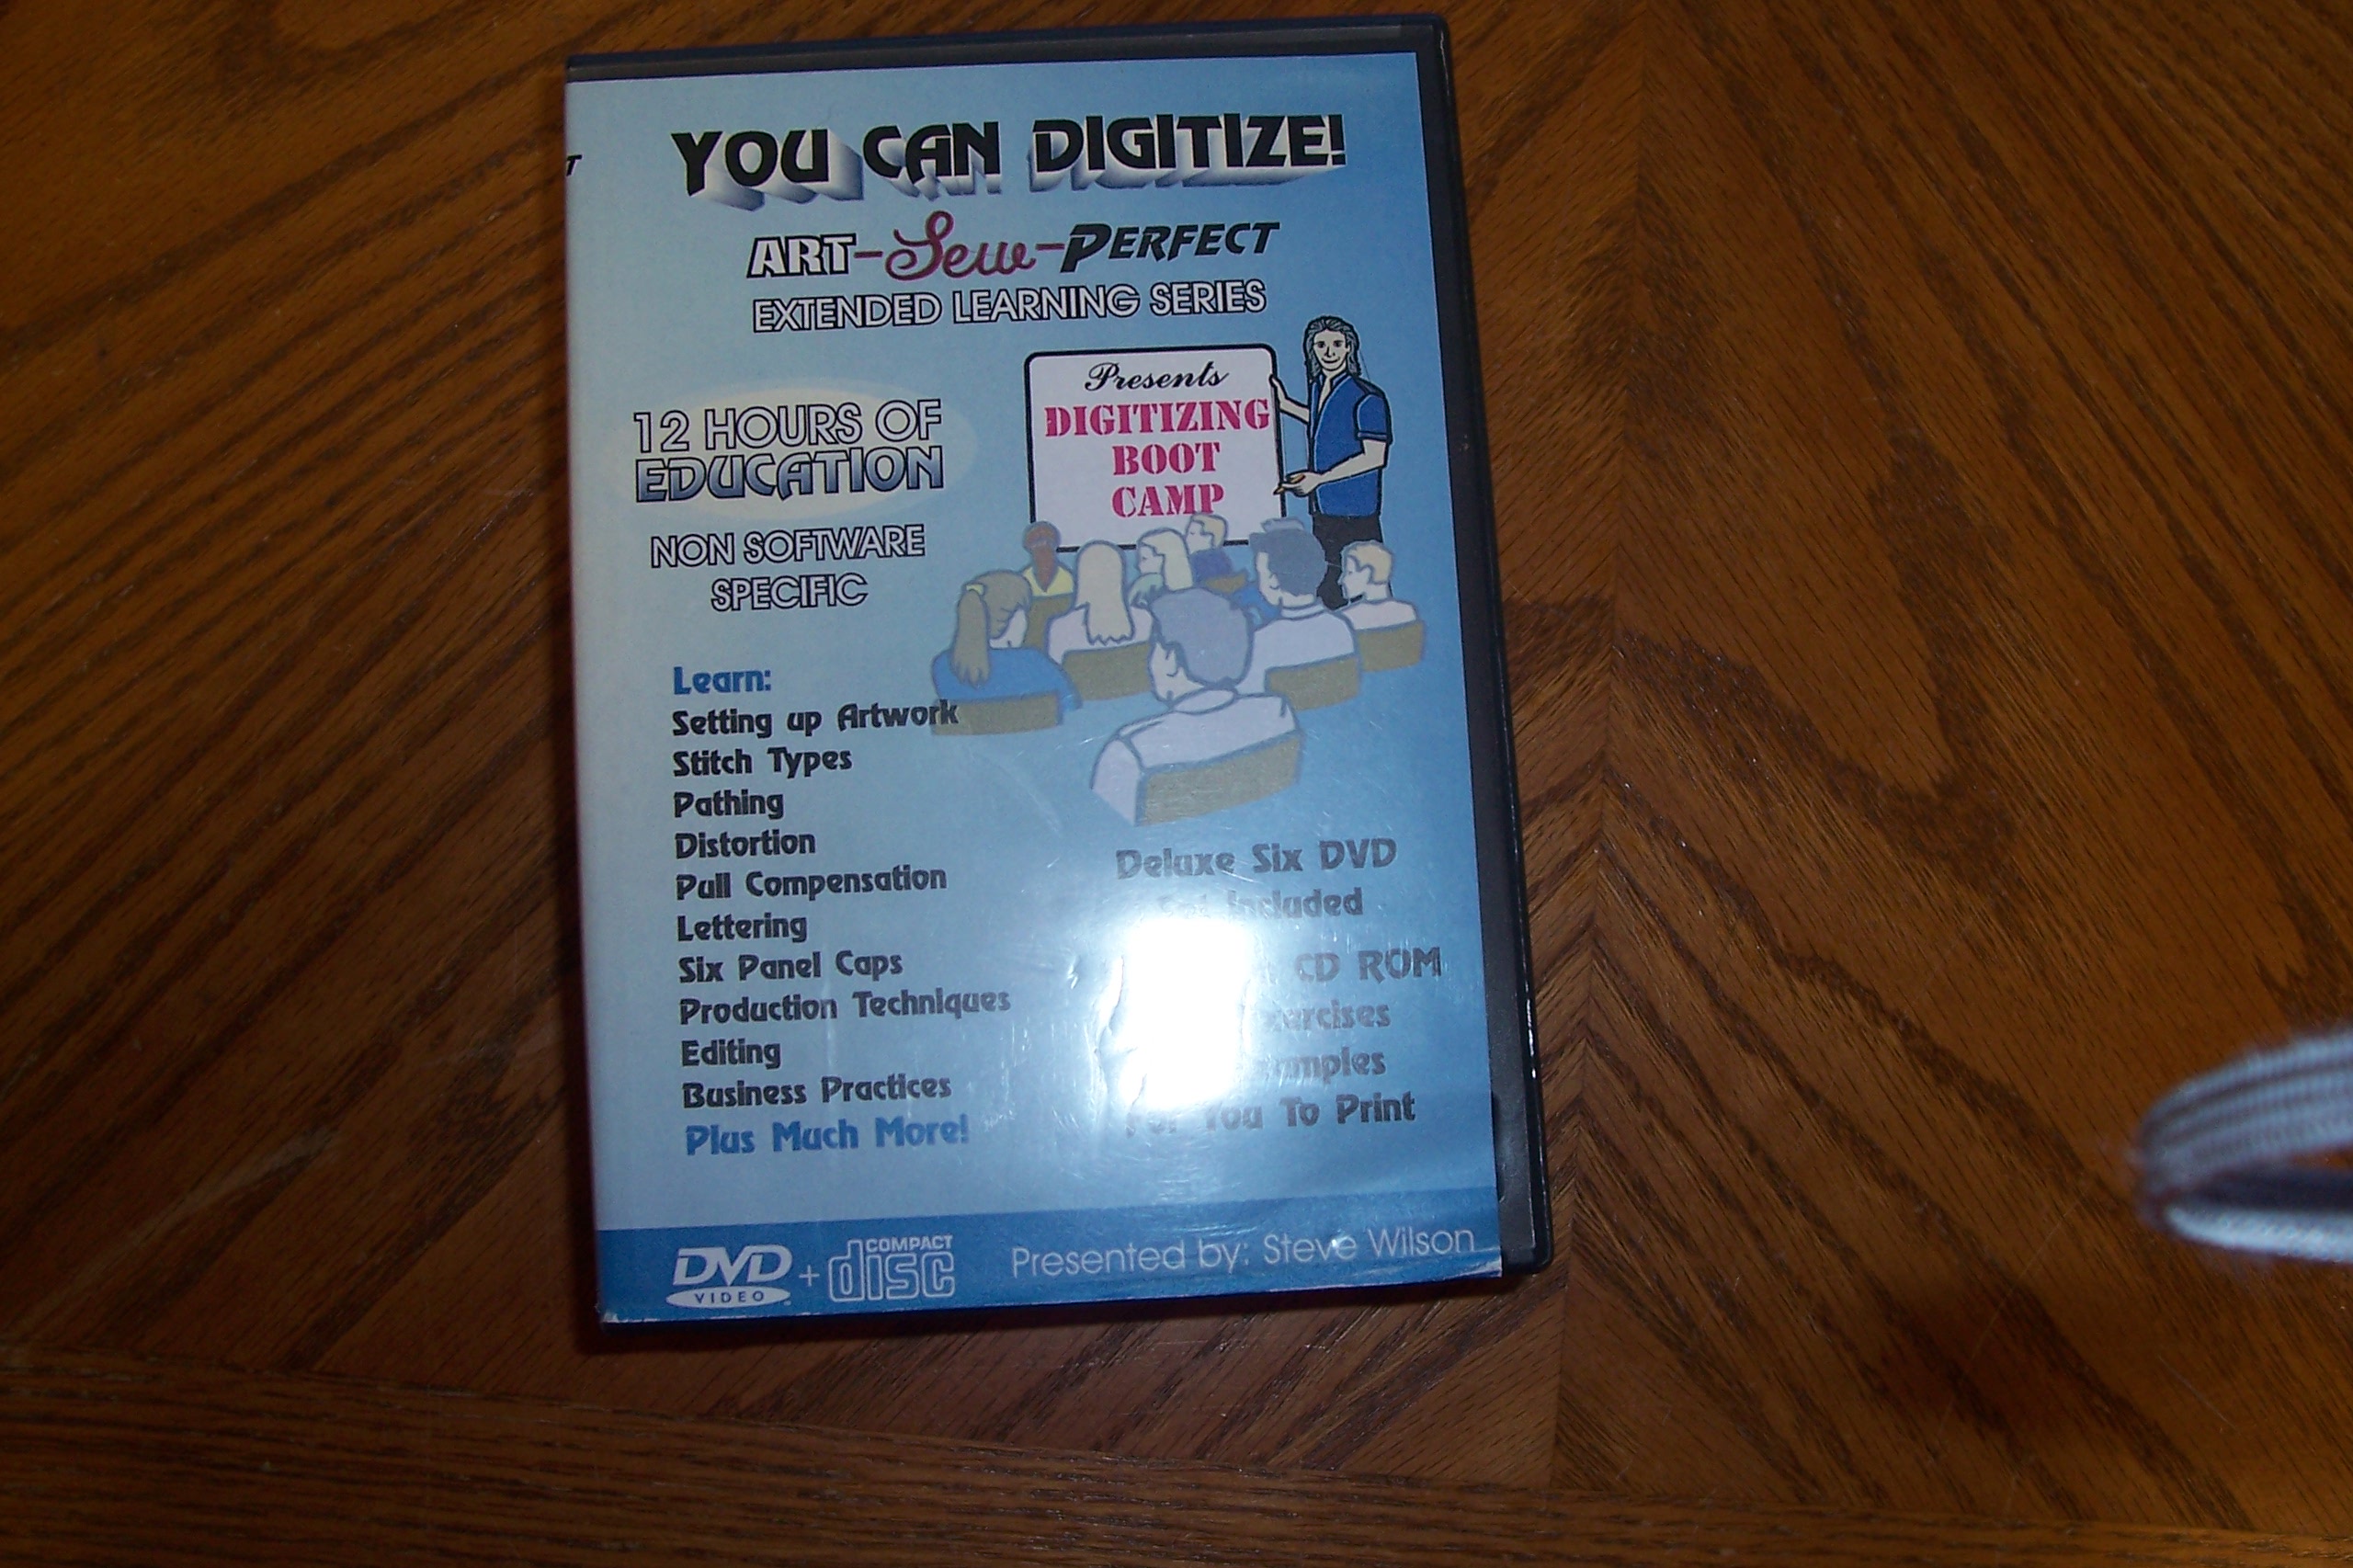 T
YOU CAN DIGITIZE!
ART-Sew-PERFECT
EXTENDED LEARNING SERIES
Presents
DIGITIZING
BOOT
CAMP
12 HOURS OF
EDUCATION
NON SOFTWARE
SPECIFIC
Learn:
Setting up Artwork
Stitch Types
Pathing
Distortion
Pull Compensation
Lettering
Six Panel Caps
Production Techniques
Editing
Business Practices
Plus Much More!
Deluxe Six DVD
Set Included
CD ROM
Exercises
For You To Print
DVD VIDEO + COMPACT disc
Presented by: Steve Wilson